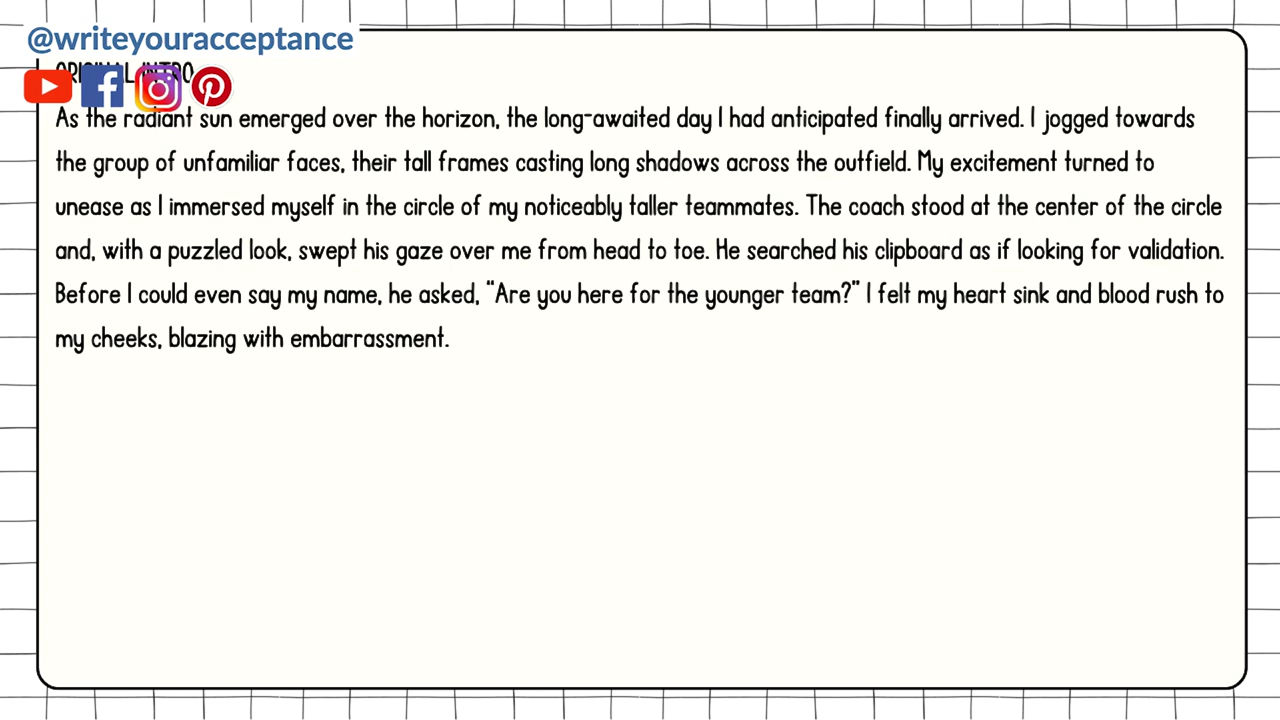 @writeyouracceptance
ORIGINAL INTRO
As the radiant sun emerged over the horizon, the long-awaited day I had anticipated finally arrived. I jogged towards
the group of unfamiliar faces, their tall frames casting long shadows across the outfield. My excitement turned to
unease as I immersed myself in the circle of my noticeably taller teammates. The coach stood at the center of the circle
and, with a puzzled look, swept his gaze over me from head to toe. He searched his clipboard as if looking for validation.
Before I could even say my name, he asked, "Are you here for the younger team?" I felt my heart sink and blood rush to
my cheeks, blazing with embarrassment.